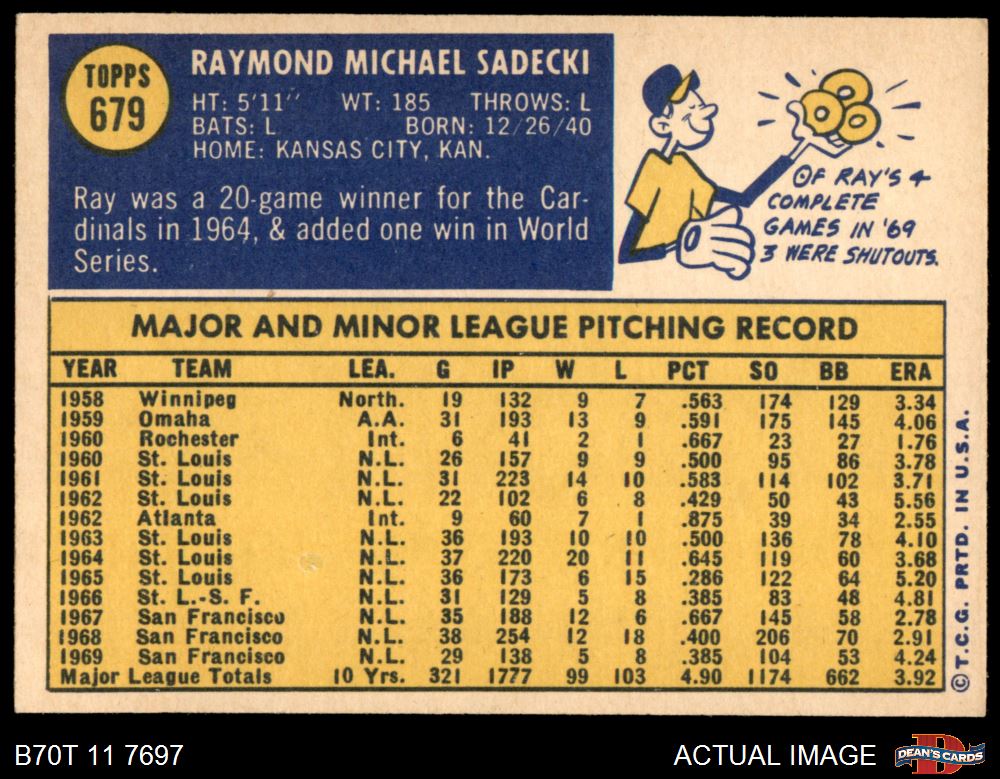 TOPPS
679
RAYMOND MICHAEL SADECKI
HT: 5'11" WT: 185 THROWS: L
BATS: L BORN: 12/26/40
HOME: KANSAS CITY, KAN.
Ray was a 20-game winner for the Car-
dinals in 1964, & added one win in World
Series.
OF RAY'S 4
COMPLETE
GAMES IN '69
3 WERE SHUTOUTS.
MAJOR AND MINOR LEAGUE PITCHING RECORD
YEAR TEAM LEA. G IP W L PCT SO BB ERA
1958 Winnipeg North. 19 132 9 7 .563 174 129 3.34
1959 Omaha A.A. 31 193 13 9 .591 175 145 4.06
1960 Rochester Int. 6 41 2 1 .667 23 27 1.76
1960 St. Louis N.L. 26 157 9 9 .500 95 86 3.78
1961 St. Louis N.L. 31 223 14 10 .583 114 102 3.71
1962 St. Louis N.L. 22 102 6 8 .429 50 43 5.56
1962 Atlanta Int. 9 60 7 1 .875 39 34 2.55
1963 St. Louis N.L. 36 193 10 10 .500 136 78 4.10
1964 St. Louis N.L. 37 220 20 11 .645 119 60 3.68
1965 St. Louis N.L. 36 173 6 15 .286 122 64 5.20
1966 St. L.-S. F. N.L. 31 129 5 8 .385 83 48 4.81
1967 San Francisco N.L. 35 188 12 6 .667 145 58 2.78
1968 San Francisco N.L. 38 254 12 18 .400 206 70 2.91
1969 San Francisco N.L. 29 138 5 8 .385 104 53 4.24
Major League Totals 10 Yrs. 321 1777 99 103 4.90 1174 662 3.92
© T.C.G. PRTD. IN U.S.A.
B70T 11 7697
ACTUAL IMAGE
DEAN'S CARDS